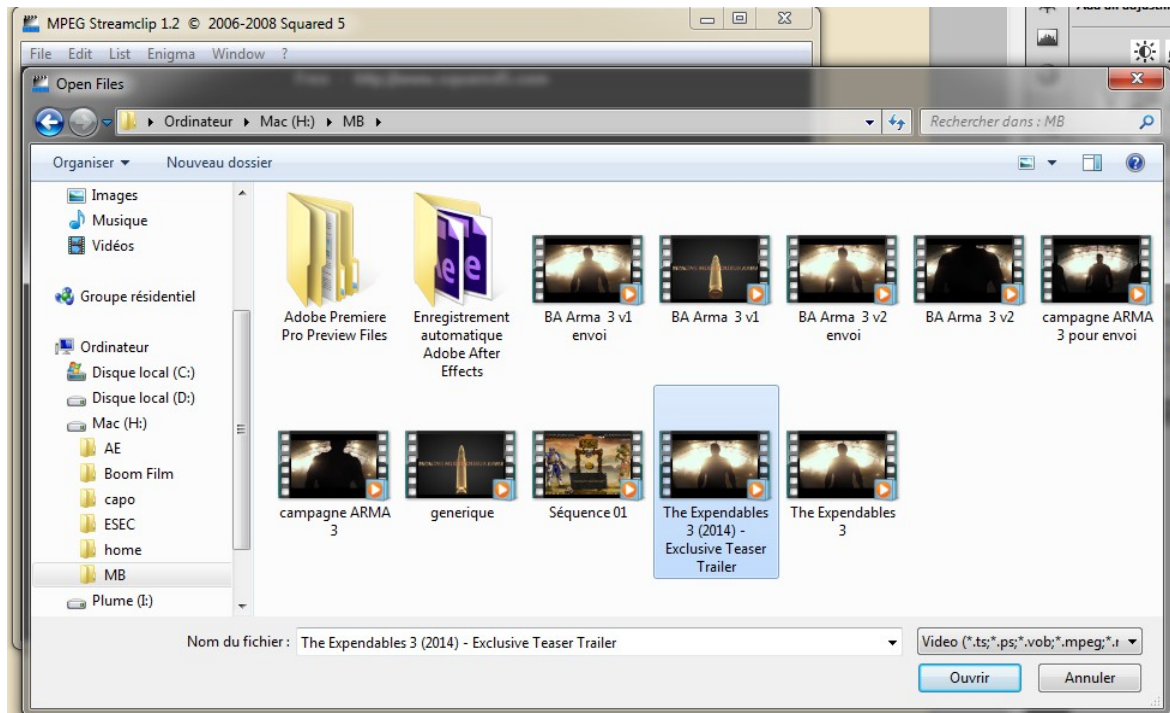 MPEG Streamclip 1.2 © 2006-2008 Squared 5
File Edit List Enigma Window ?
Open Files
Ordinateur Mac (H:) MB
Rechercher dans : MB
Organiser Nouveau dossier
Images
Musique
Vidéos
Groupe résidentiel
Ordinateur
Disque local (C:)
Disque local (D:)
Mac (H:)
AE
Boom Film
capo
ESEC
home
MB
Plume (I:)
Adobe Premiere
Pro Preview Files
Enregistrement
automatique
Adobe After
Effects
BA Arma 3 v1
envoi
BA Arma 3 v1
BA Arma 3 v2
envoi
BA Arma 3 v2
campagne ARMA
3 pour envoi
campagne ARMA
3
generique
Séquence 01
The Expendables
3 (2014) -
Exclusive Teaser
Trailer
The Expendables
3
Nom du fichier : The Expendables 3 (2014) - Exclusive Teaser Trailer
Video (*.ts;*.ps;*.vob;*.mpeg;*.
Ouvrir Annuler